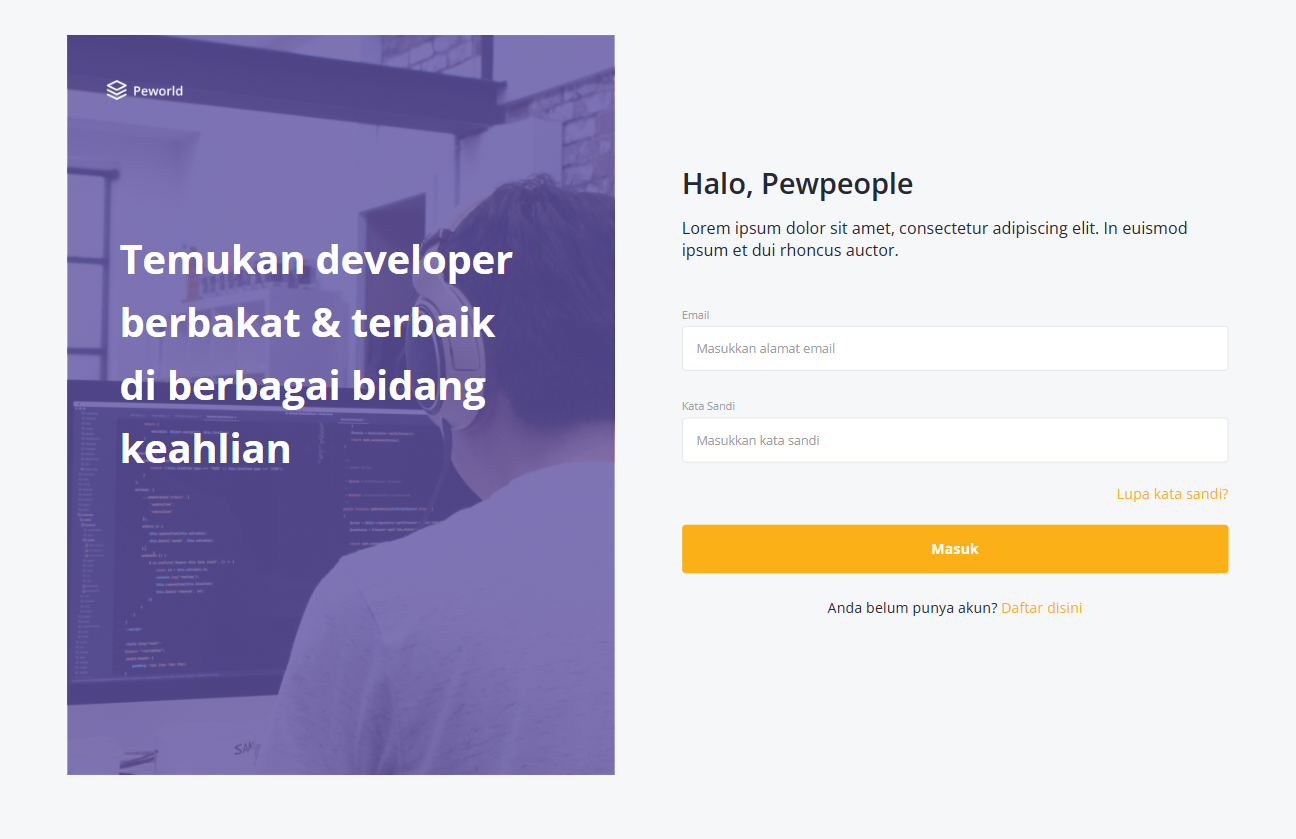 Peworld
Temukan developer
berbakat & terbaik
di berbagai bidang
keahlian
Halo, Pewpeople
Lorem ipsum dolor sit amet, consectetur adipiscing elit. In euismod
ipsum et dui rhoncus auctor.
Email
Masukkan alamat email
Kata Sandi
Masukkan kata sandi
Lupa kata sandi?
Masuk
Anda belum punya akun? Daftar disini